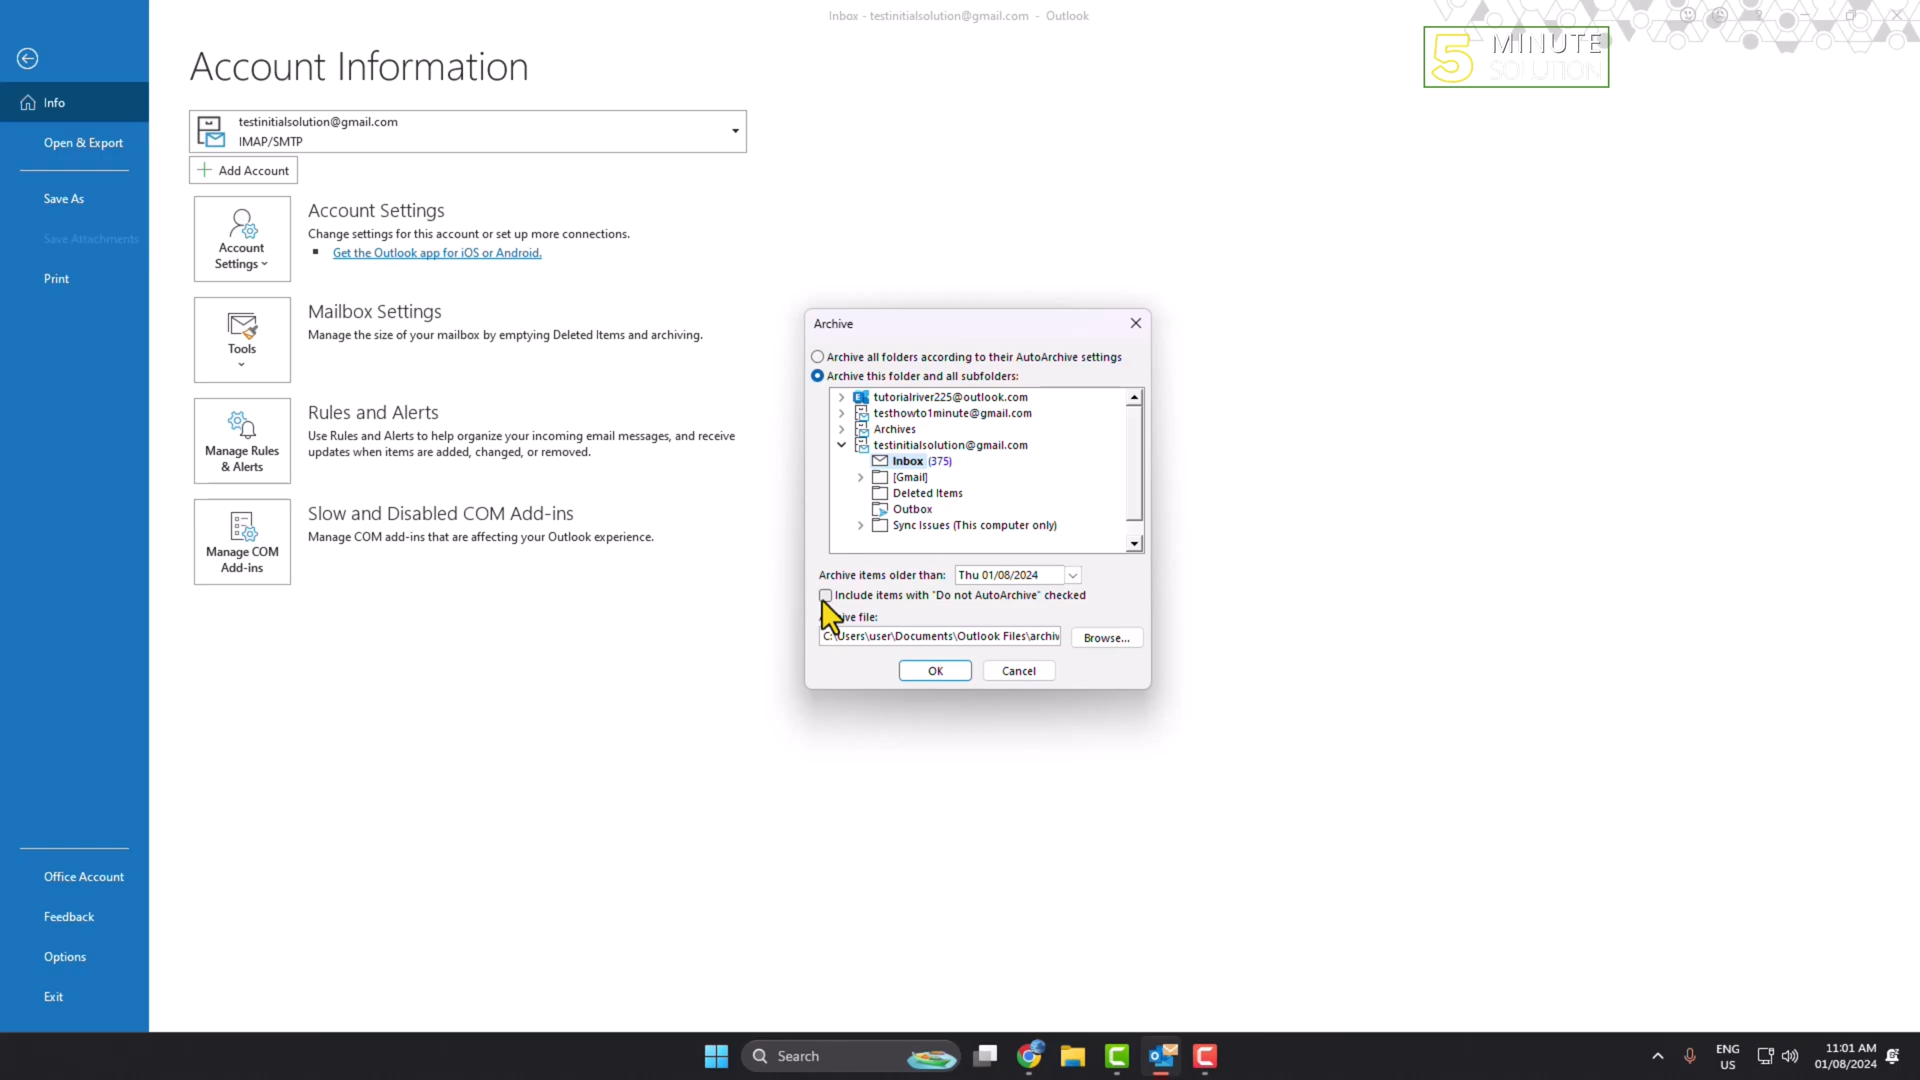 Inbox - testinitialsolution@gmail.com - Outlook
5 MINUTE
SOLUTION
Account Information
Info
Open & Export
Save As
Save Attachments
Print
Office Account
Feedback
Options
Exit
testinitialsolution@gmail.com
IMAP/SMTP
Add Account
Account
Settings
Account Settings
Change settings for this account or set up more connections.
Get the Outlook app for iOS or Android.
Tools
Mailbox Settings
Manage the size of your mailbox by emptying Deleted Items and archiving.
Manage Rules
& Alerts
Rules and Alerts
Use Rules and Alerts to help organize your incoming email messages, and receive
updates when items are added, changed, or removed.
Manage COM
Add-ins
Slow and Disabled COM Add-ins
Manage COM add-ins that are affecting your Outlook experience.
Archive
Archive all folders according to their AutoArchive settings
Archive this folder and all subfolders:
tutorialriver225@outlook.com
testhowto1minute@gmail.com
Archives
testinitialsolution@gmail.com
Inbox (375)
[Gmail]
Deleted Items
Outbox
Sync Issues (This computer only)
Archive items older than: Thu 01/08/2024
Include items with "Do not AutoArchive" checked
ive file:
C:\Users\user\Documents\Outlook Files\archiv
Browse...
OK Cancel
Search
ENG
US
11:01 AM
01/08/2024